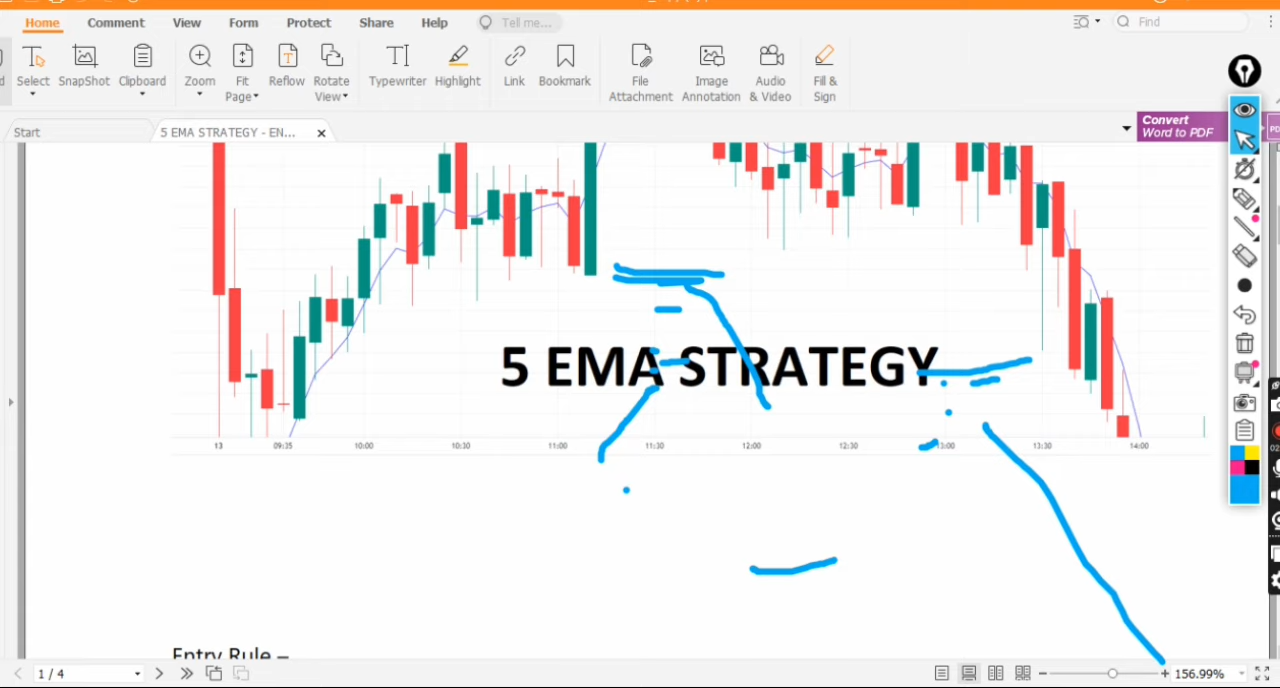 Home Comment View Form Protect Share Help Tell me... Find
Select SnapShot Clipboard Zoom Fit Page Reflow Rotate View Typewriter Highlight Link Bookmark File Attachment Image Annotation Audio & Video Fill & Sign
Start 5 EMA STRATEGY - EN... Convert Word to PDF
5 EMA STRATEGY
13 09:35 10:00 10:30 11:00 11:30 12:00 12:30 13:00 13:30 14:00
Entry Rule –
1 / 4 156.99%